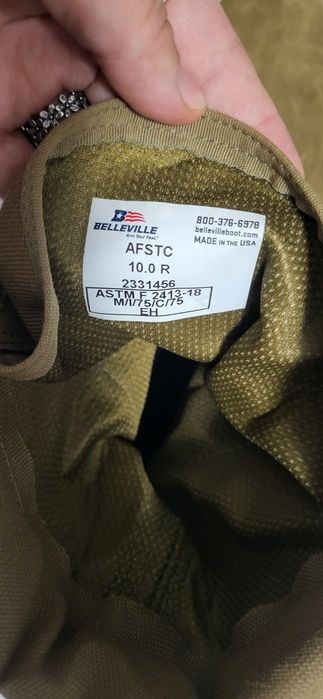 BELLEVILLE
Arm Your Feet
800-376-6978
bellevilleboot.com
MADE IN THE USA
AFSTC
10.0 R
2331456
ASTM F 2413-18
M/I/75/C/75
EH